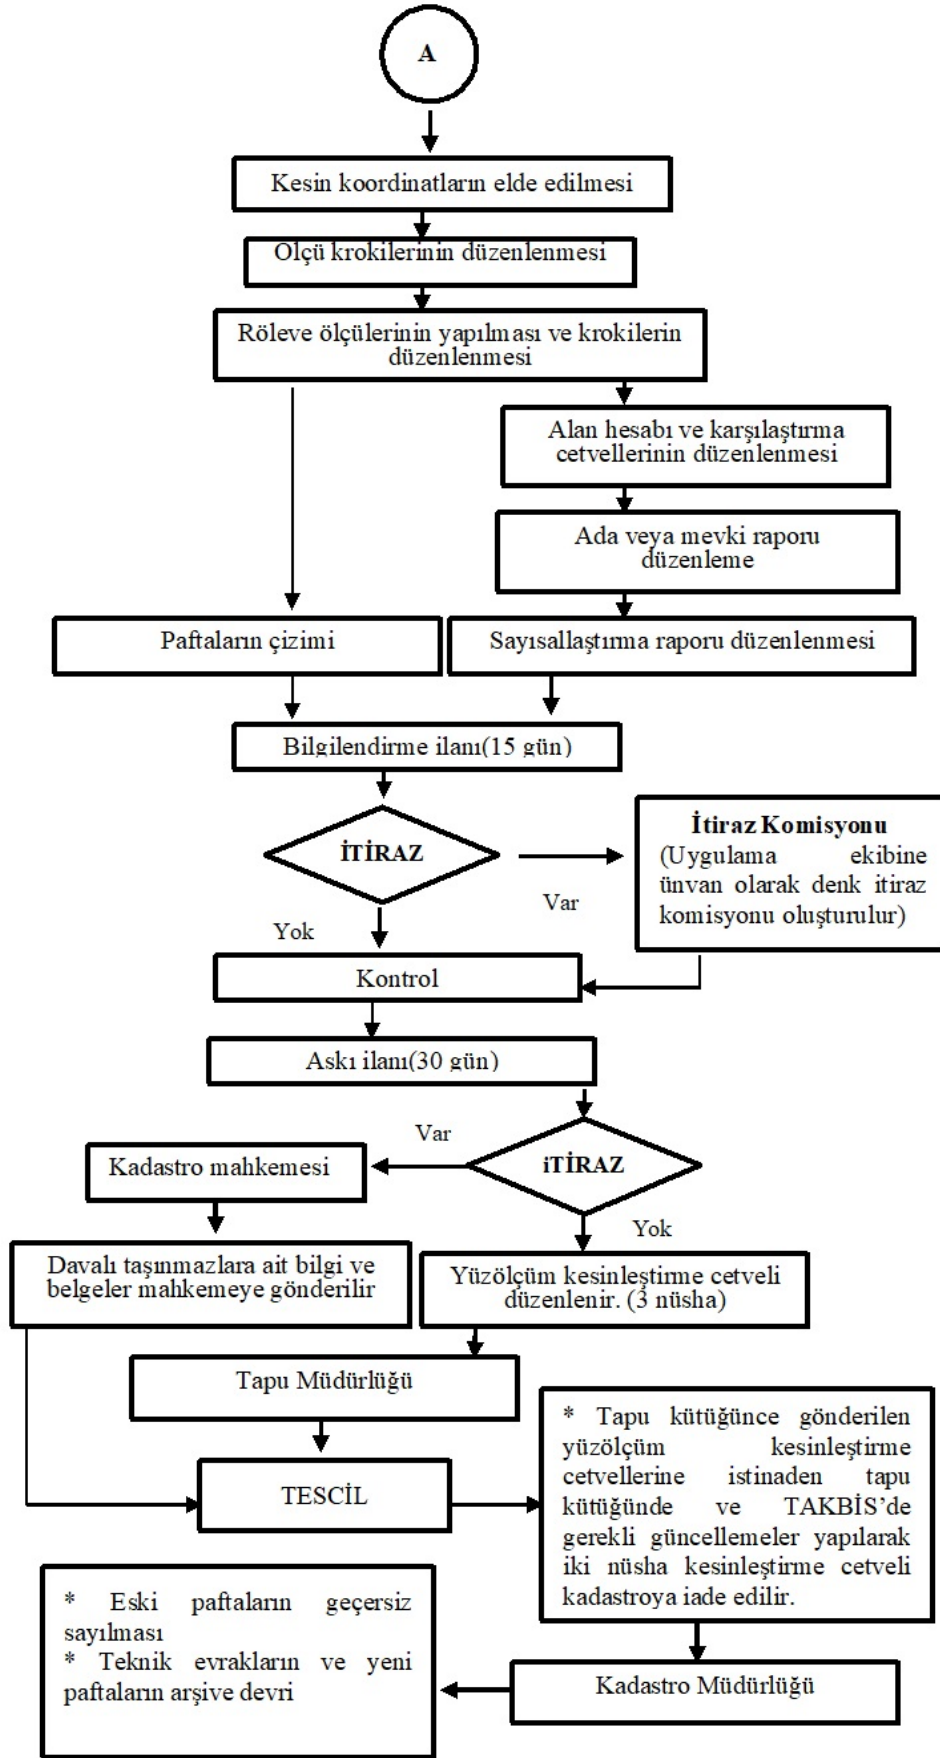 A
Kesin koordinatların elde edilmesi
Olçü krokilerinin düzenlenmesi
Röleve ölçülerinin yapılması ve krokilerin
düzenlenmesi
Alan hesabı ve karşılaştırma
cetvellerinin düzenlenmesi
Ada veya mevki raporu
düzenleme
Paftaların çizimi
Sayısallaştırma raporu düzenlenmesi
Bilgilendirme ilanı(15 gün)
İTİRAZ
Var
İtiraz Komisyonu
(Uygulama ekibine
ünvan olarak denk itiraz
komisyonu oluşturulur)
Yok
Kontrol
Askı ilanı(30 gün)
Var
iTİRAZ
Kadastro mahkemesi
Yok
Davalı taşınmazlara ait bilgi ve
belgeler mahkemeye gönderilir
Yüzölçüm kesinleştirme cetveli
düzenlenir. (3 nüsha)
Tapu Müdürlüğü
TESCİL
* Tapu kütüğünce gönderilen
yüzölçüm kesinleştirme
cetvellerine istinaden tapu
kütüğünde ve TAKBİS’de
gerekli güncellemeler yapılarak
iki nüsha kesinleştirme cetveli
kadastroya iade edilir.
* Eski paftaların geçersiz
sayılması
* Teknik evrakların ve yeni
paftaların arşive devri
Kadastro Müdürlüğü